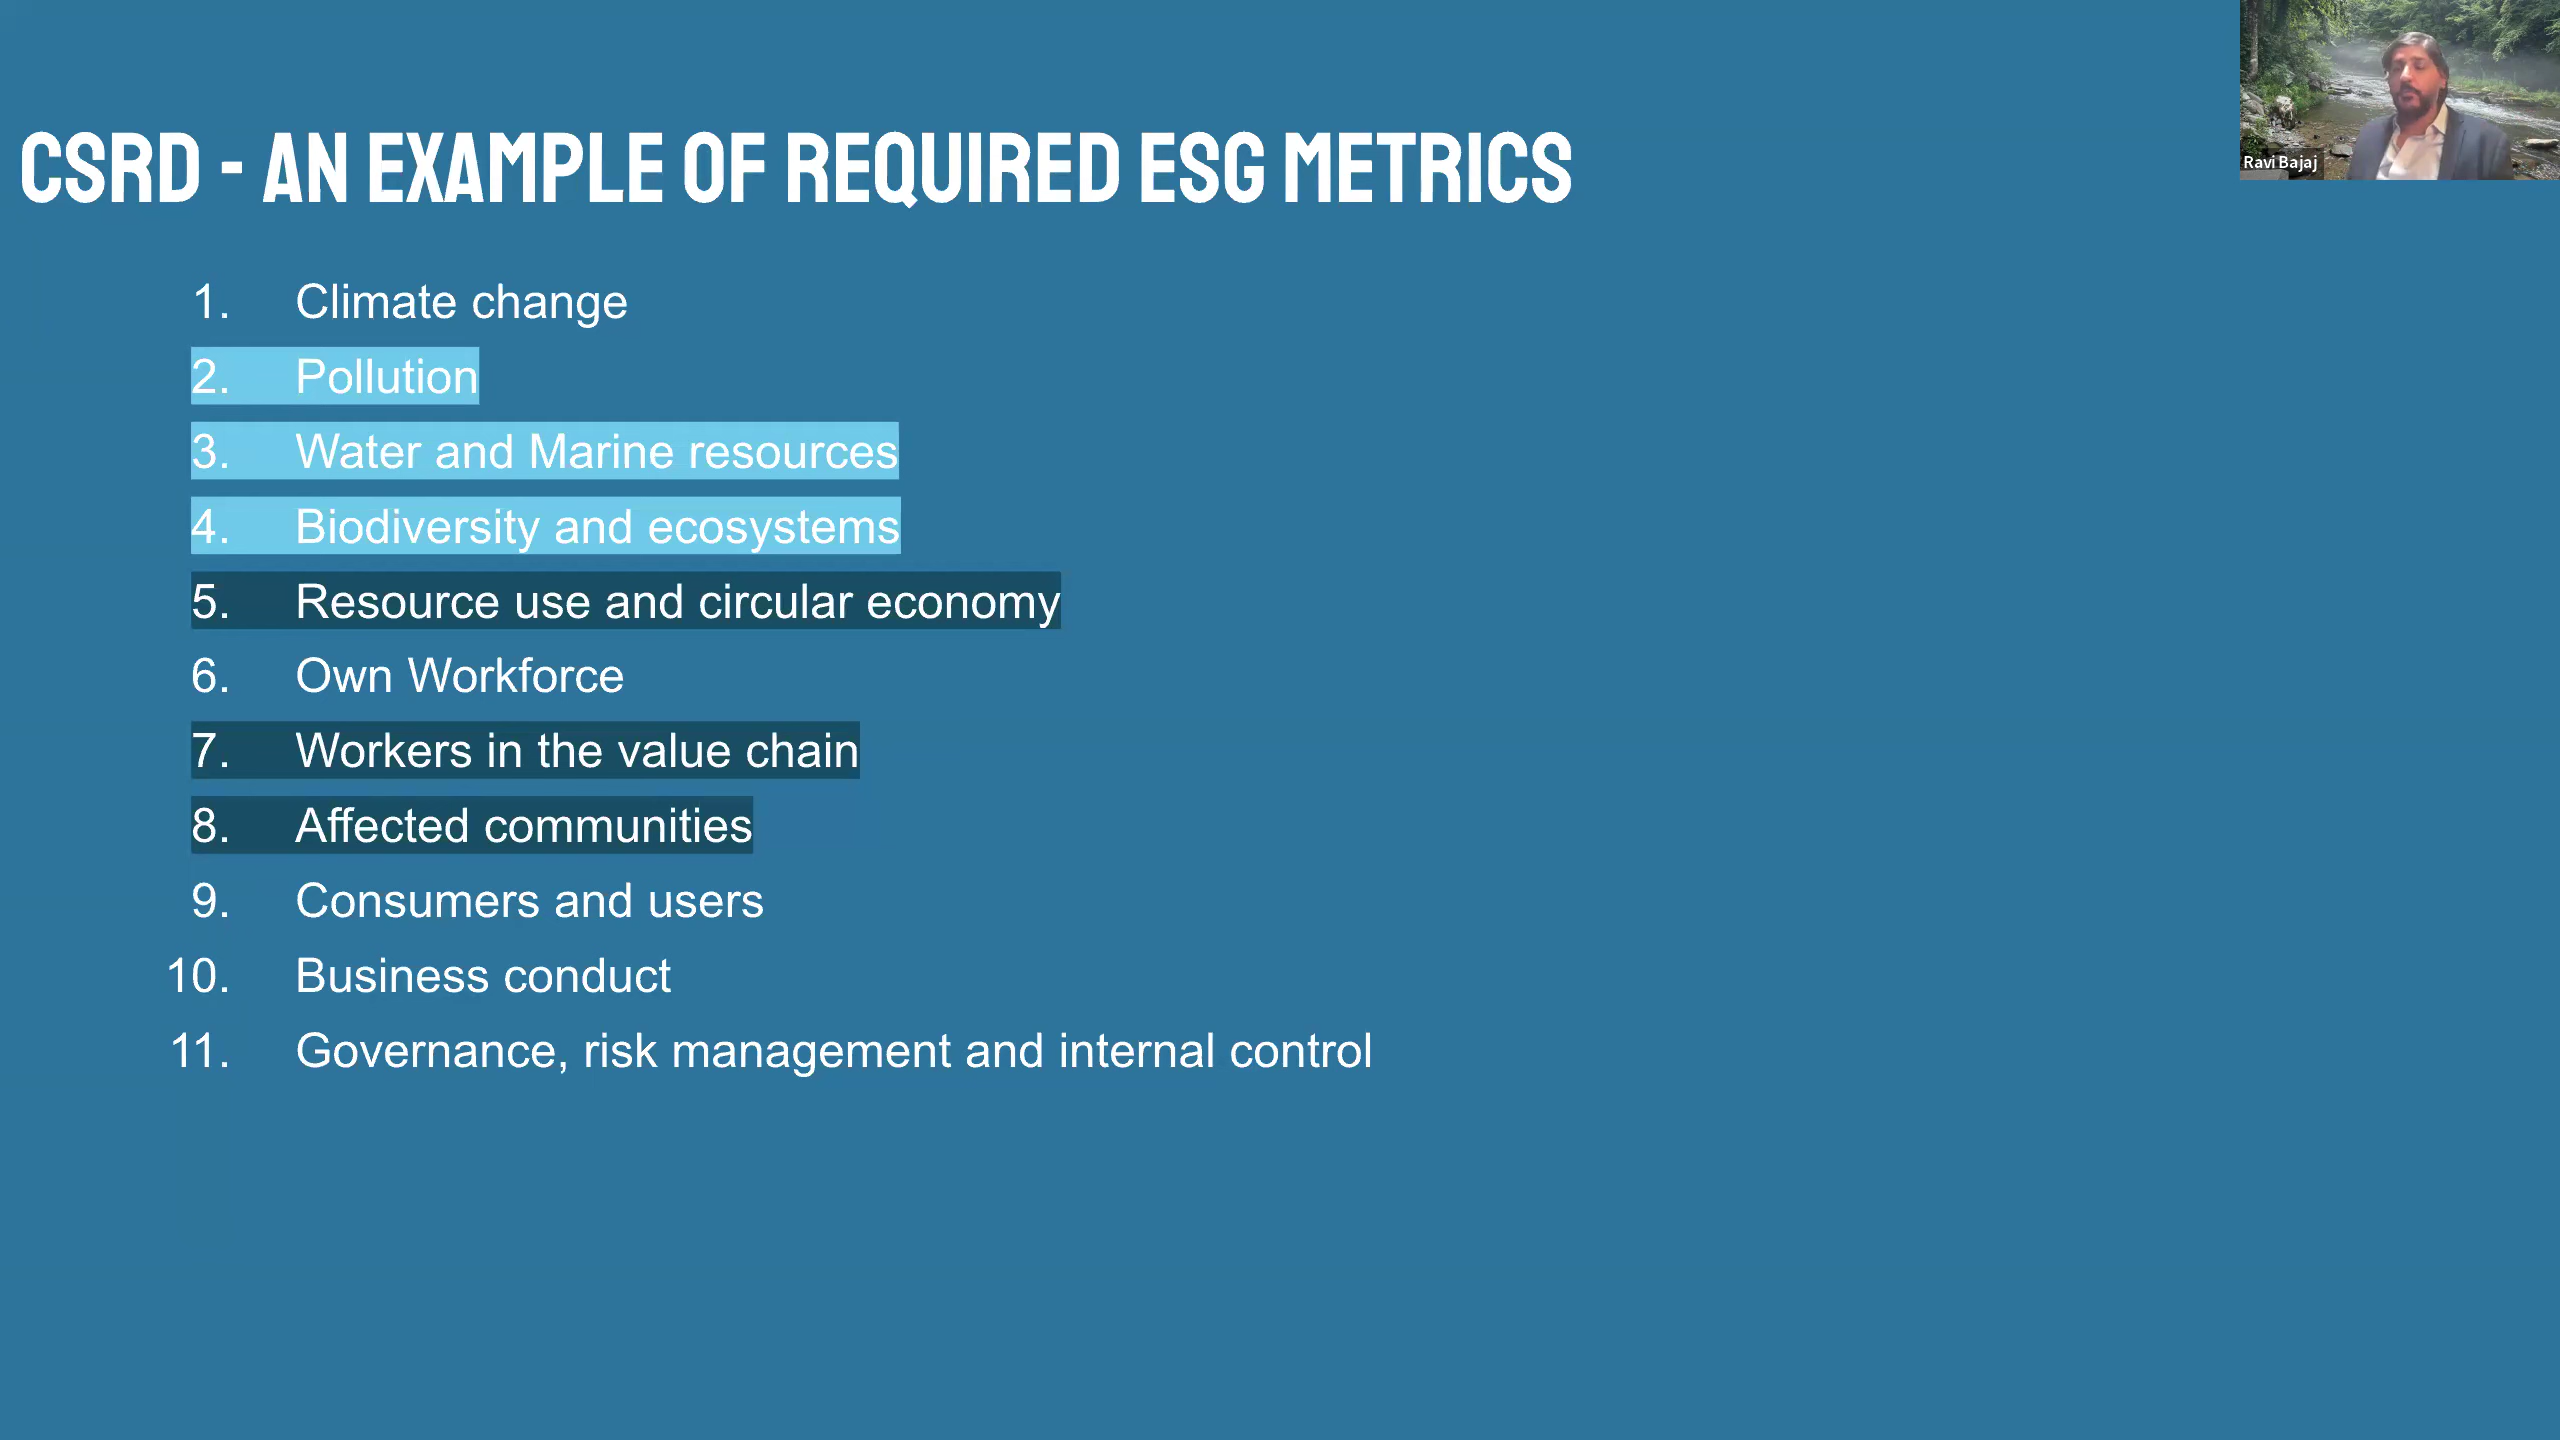 CSRD - AN EXAMPLE OF REQUIRED ESG METRICS
Ravi Bajaj
1. Climate change
2. Pollution
3. Water and Marine resources
4. Biodiversity and ecosystems
5. Resource use and circular economy
6. Own Workforce
7. Workers in the value chain
8. Affected communities
9. Consumers and users
10. Business conduct
11. Governance, risk management and internal control